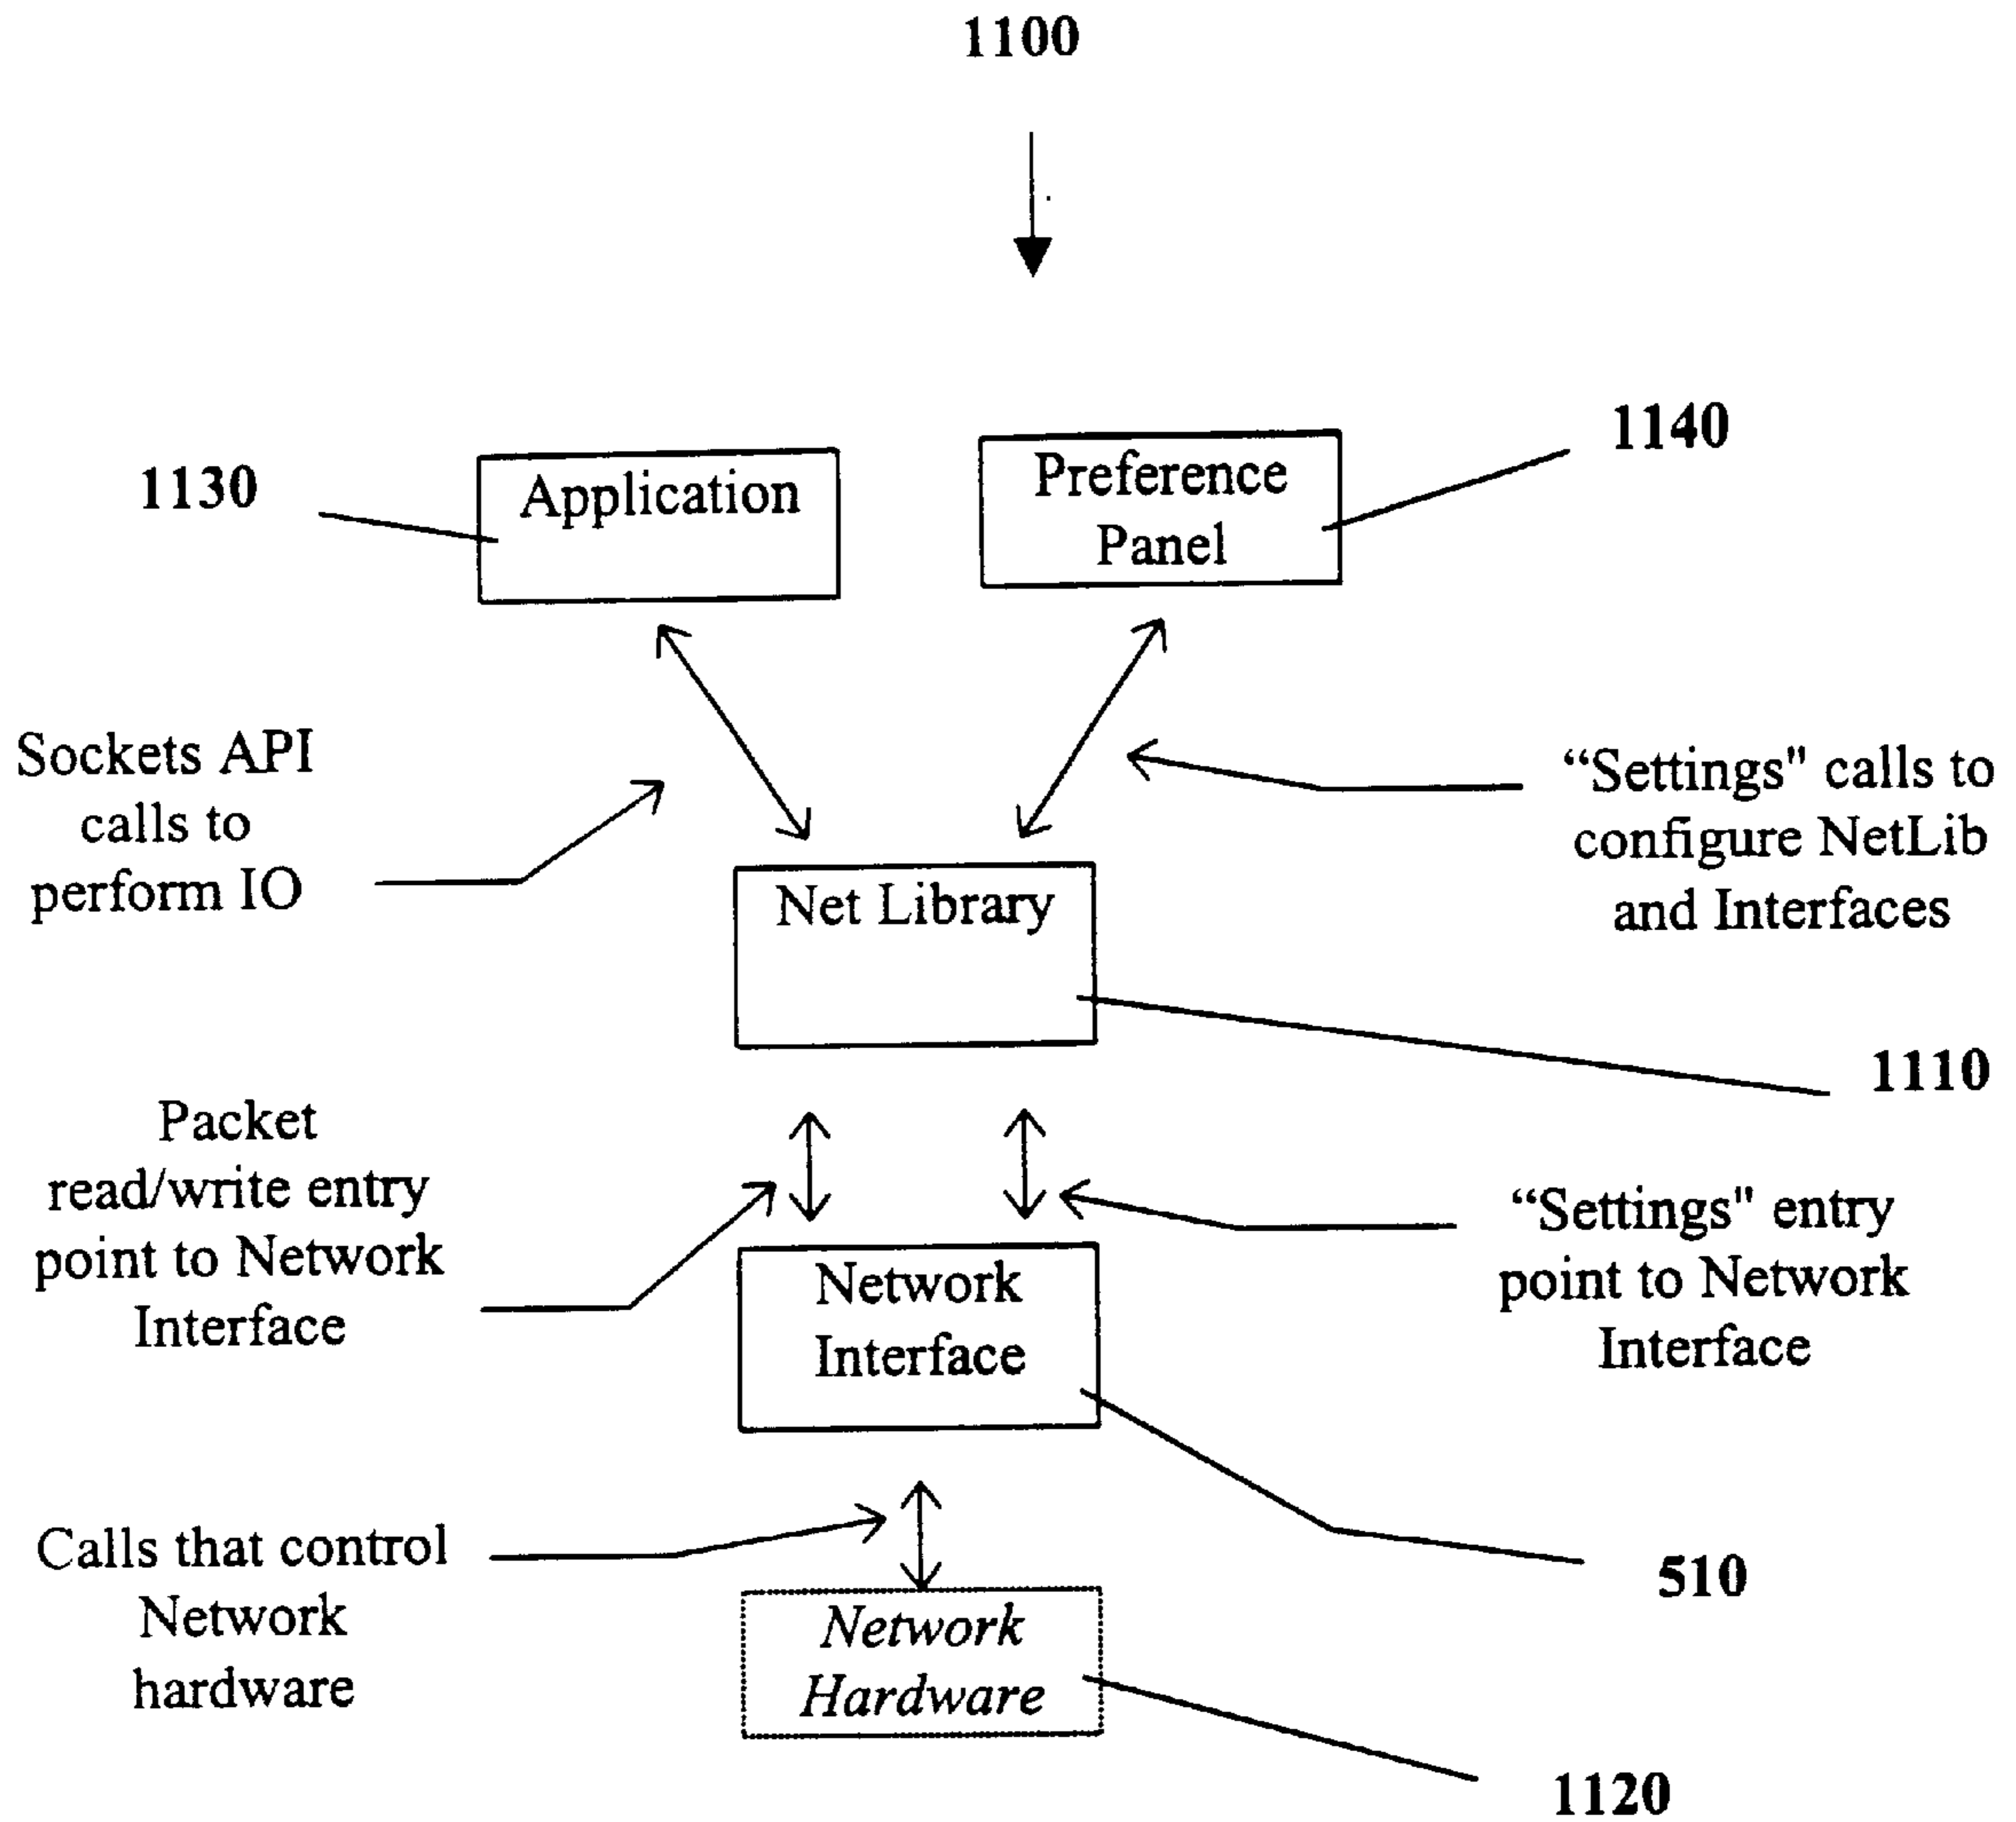 1100
1140
1130
Application
Preference
Panel
Sockets API
calls to
perform IO
“Settings" calls to
configure NetLib
and Interfaces
Net Library
1110
Packet
read/write entry
point to Network
Interface
“Settings" entry
point to Network
Interface
Network
Interface
510
Calls that control
Network
hardware
Network
Hardware
1120